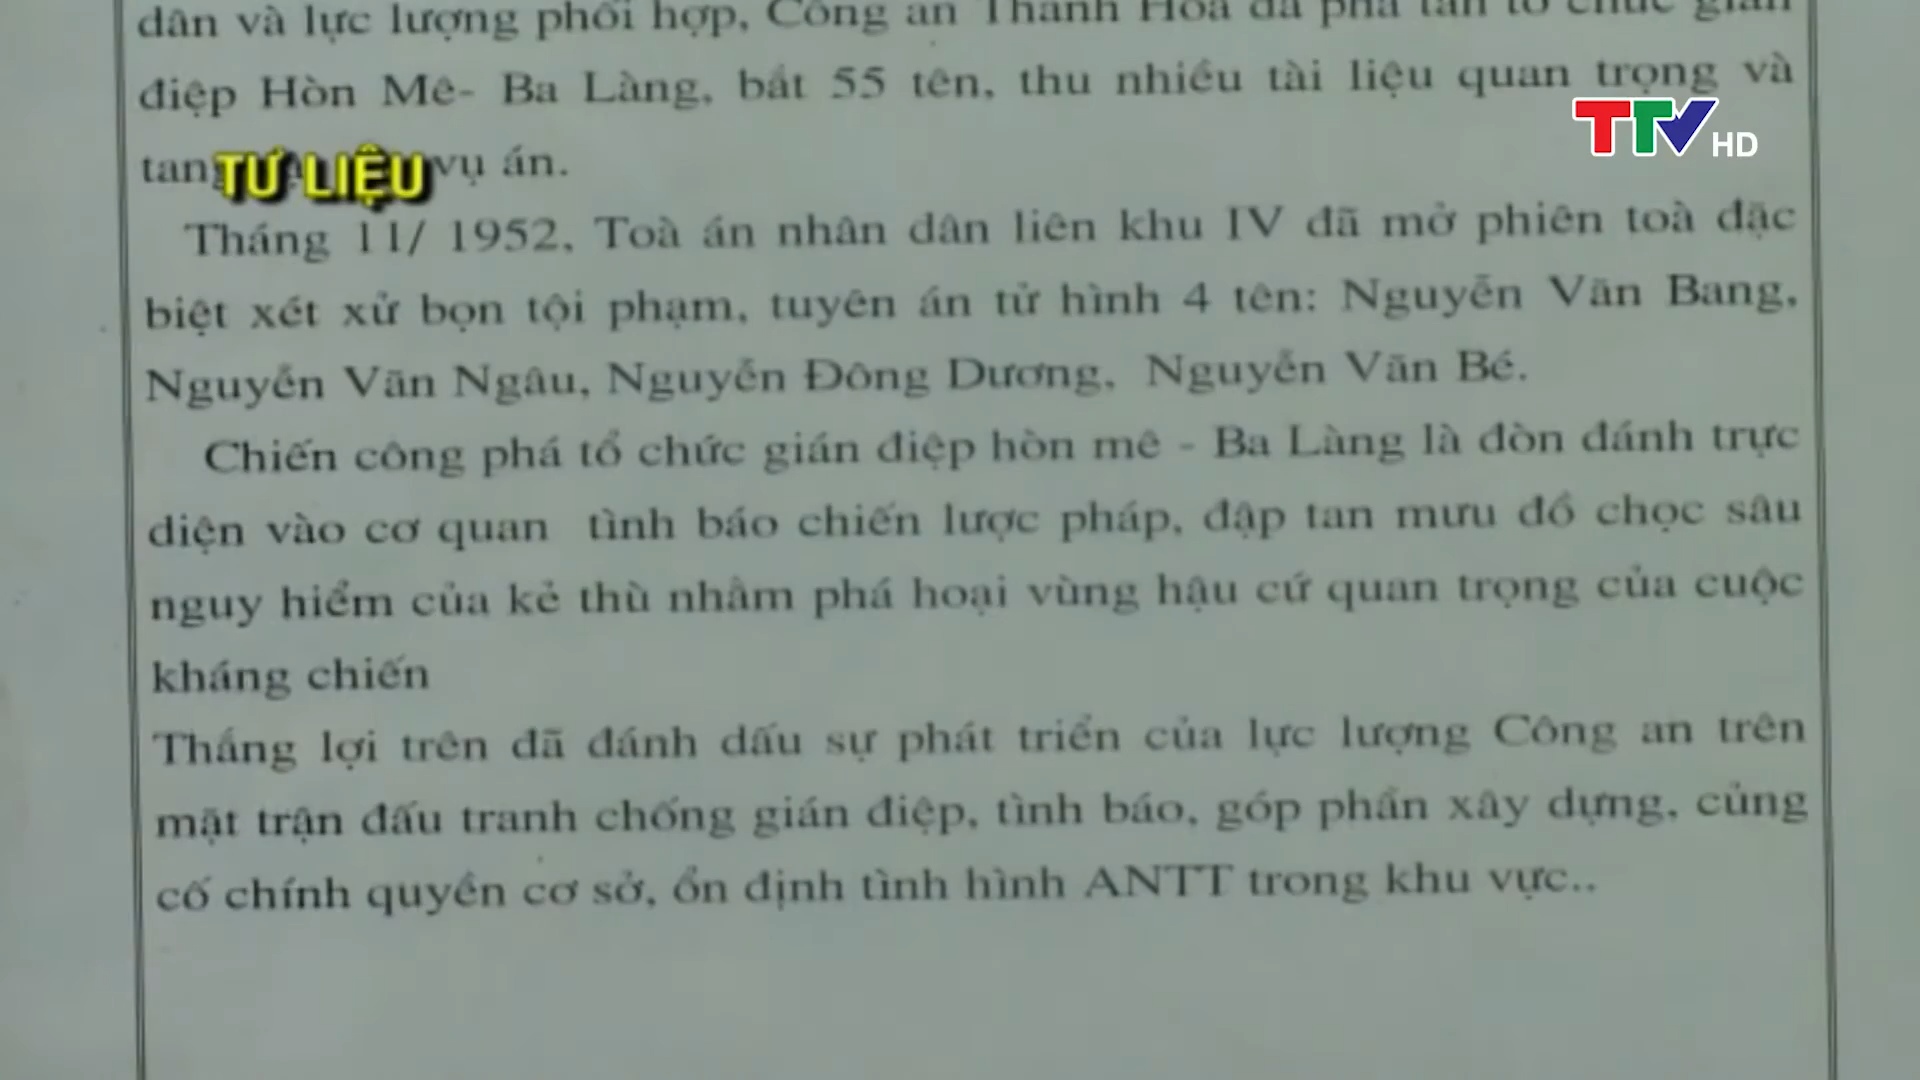 dân và lực lượng phối hợp, Công an Thanh Hóa đã phá tan tổ chức gián
điệp Hòn Mê- Ba Làng, bắt 55 tên, thu nhiều tài liệu quan trọng và
TTV HD
tang vụ án.
TƯ LIỆU
Tháng 11/ 1952, Toà án nhân dân liên khu IV đã mở phiên toà đặc
biệt xét xử bọn tội phạm, tuyên án tử hình 4 tên: Nguyễn Văn Bang,
Nguyễn Văn Ngâu, Nguyễn Đông Dương, Nguyễn Văn Bé.
Chiến công phá tổ chức gián điệp hòn mê - Ba Làng là đòn đánh trực
diện vào cơ quan tình báo chiến lược pháp, đập tan mưu đồ chọc sâu
nguy hiểm của kẻ thù nhằm phá hoại vùng hậu cứ quan trọng của cuộc
kháng chiến
Thắng lợi trên đã đánh dấu sự phát triển của lực lượng Công an trên
mặt trận đấu tranh chống gián điệp, tình báo, góp phần xây dựng, củng
cố chính quyền cơ sở, ổn định tình hình ANTT trong khu vực..